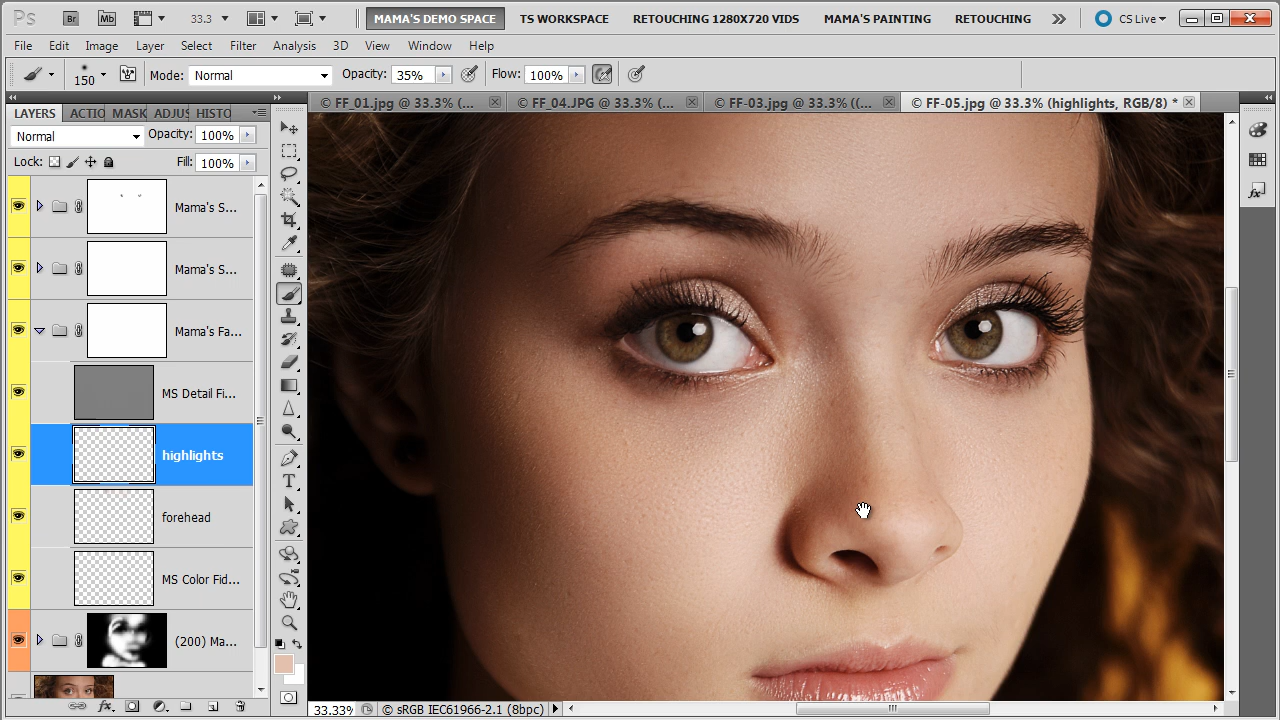 Ps Br Mb 33.3 MAMA'S DEMO SPACE TS WORKSPACE RETOUCHING 1280X720 VIDS MAMA'S PAINTING RETOUCHING CS Live
File Edit Image Layer Select Filter Analysis 3D View Window Help
150 Mode: Normal Opacity: 35% Flow: 100%
© FF_01.jpg @ 33.3% (... © FF_04.JPG @ 33.3% (... © FF-03.jpg @ 33.3% ((... © FF-05.jpg @ 33.3% (highlights, RGB/8) *
LAYERS ACTIO MASK ADJUS HISTO
Normal Opacity: 100%
Lock: Fill: 100%
Mama's S...
Mama's S...
Mama's Fa...
MS Detail Fi...
highlights
forehead
MS Color Fid...
(200) Ma...
33.33% © sRGB IEC61966-2.1 (8bpc)